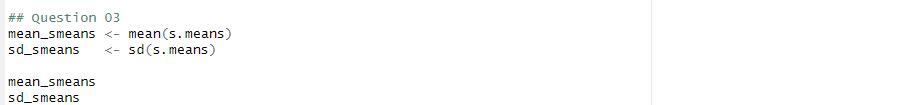 ## Question 03
mean_smeans <- mean(s.means)
sd_smeans   <- sd(s.means)
mean_smeans
sd_smeans